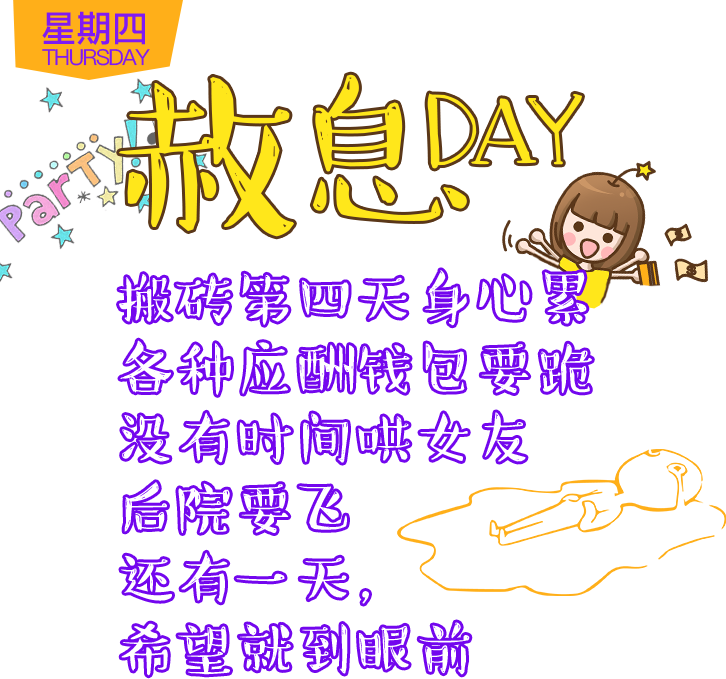 星期四
THURSDAY
赦息DAY
PARTY!
搬砖第四天身心累
各种应酬钱包要跪
没有时间哄女友
后院要飞
还有一天,
希望就到眼前